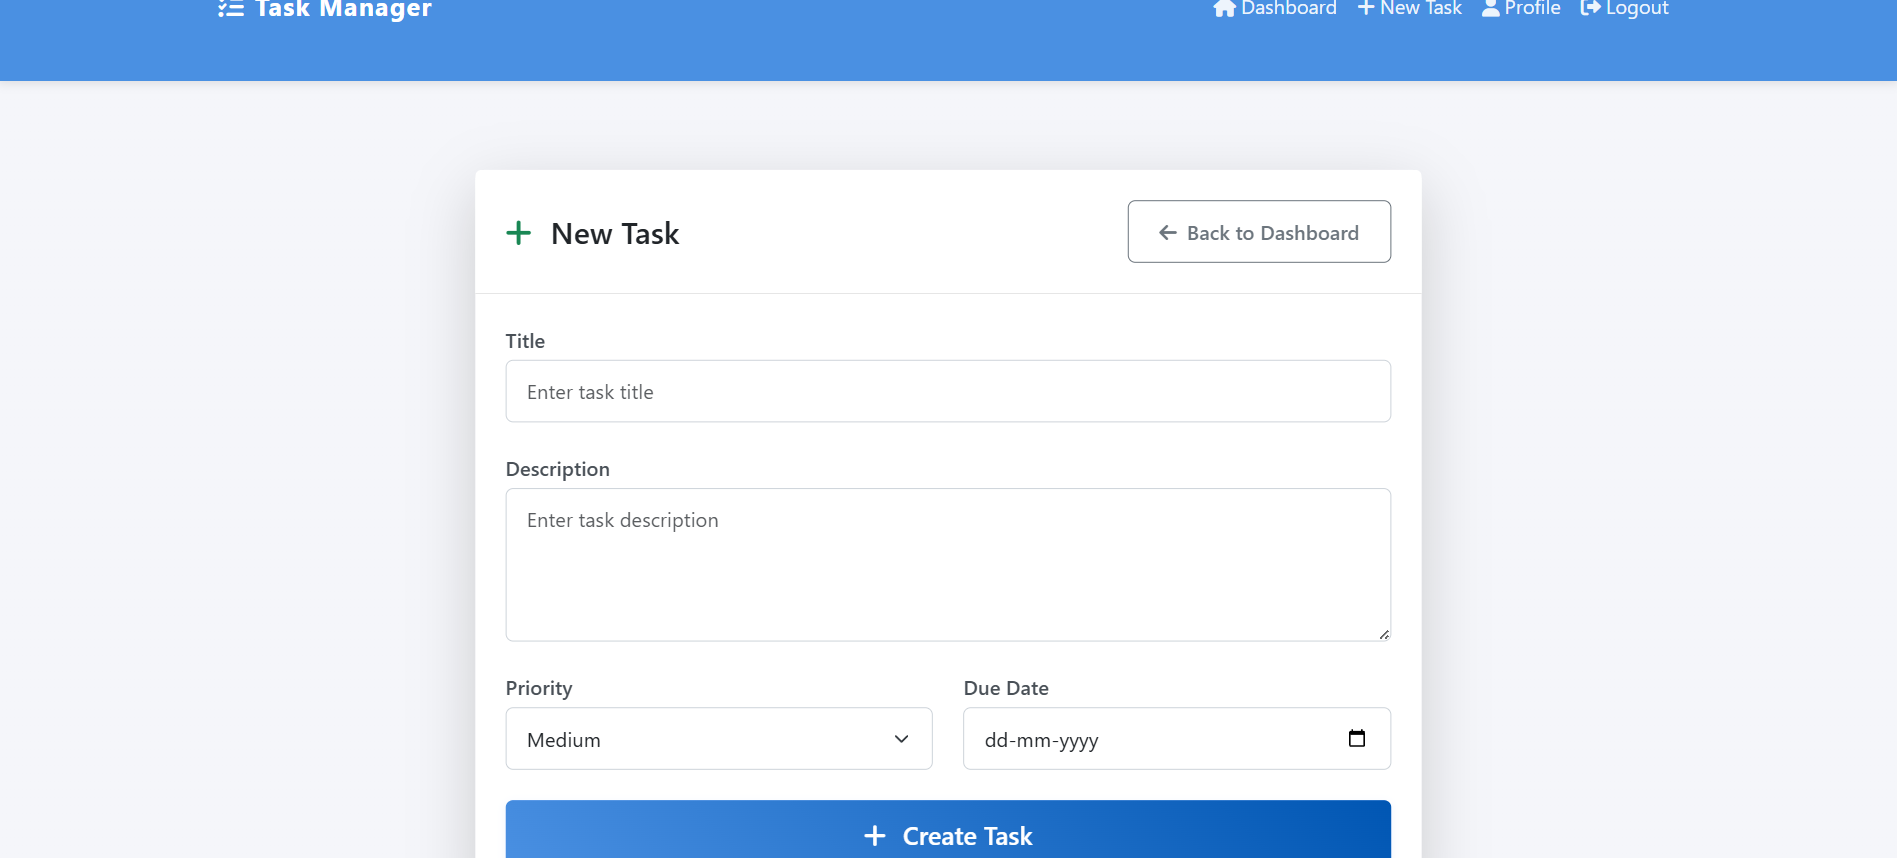 Task Manager
Dashboard New Task Profile Logout
New Task
Back to Dashboard
Title
Enter task title
Description
Enter task description
Priority
Due Date
Medium
dd-mm-yyyy
Create Task